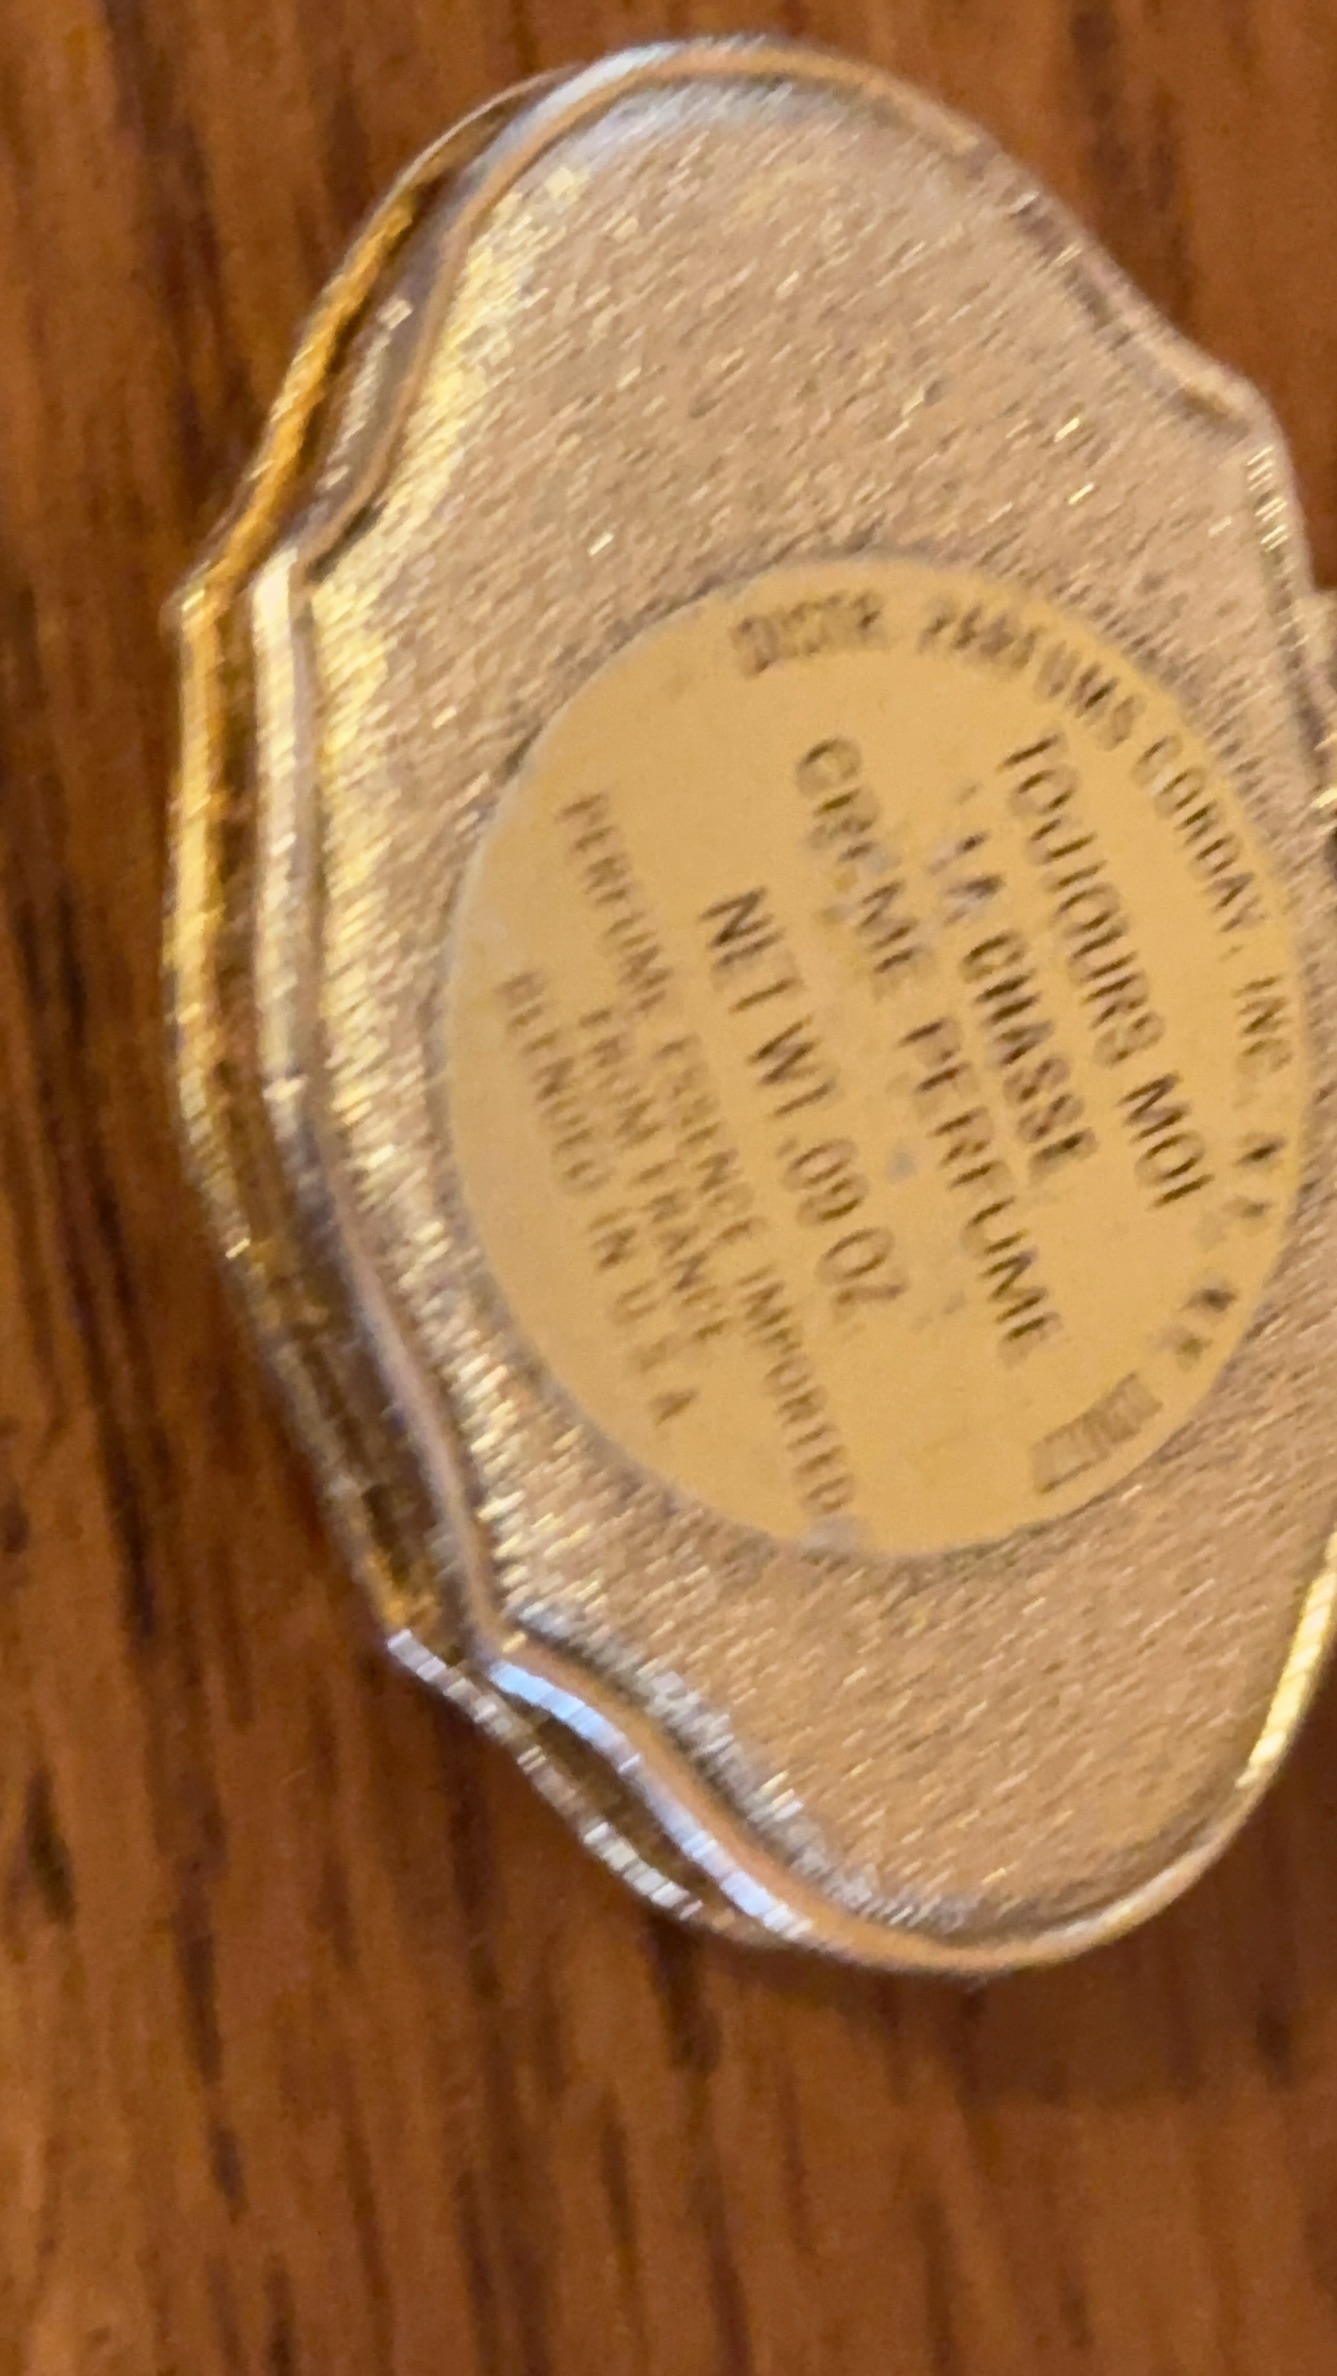 PARFUMS CORDAY, INC.
TOUJOURS MOI
LA CHASSE
CREME PERFUME
NET WT .09 OZ.
PERFUME ESSENCE IMPORTED
FROM FRANCE
BLENDED IN U.S.A.